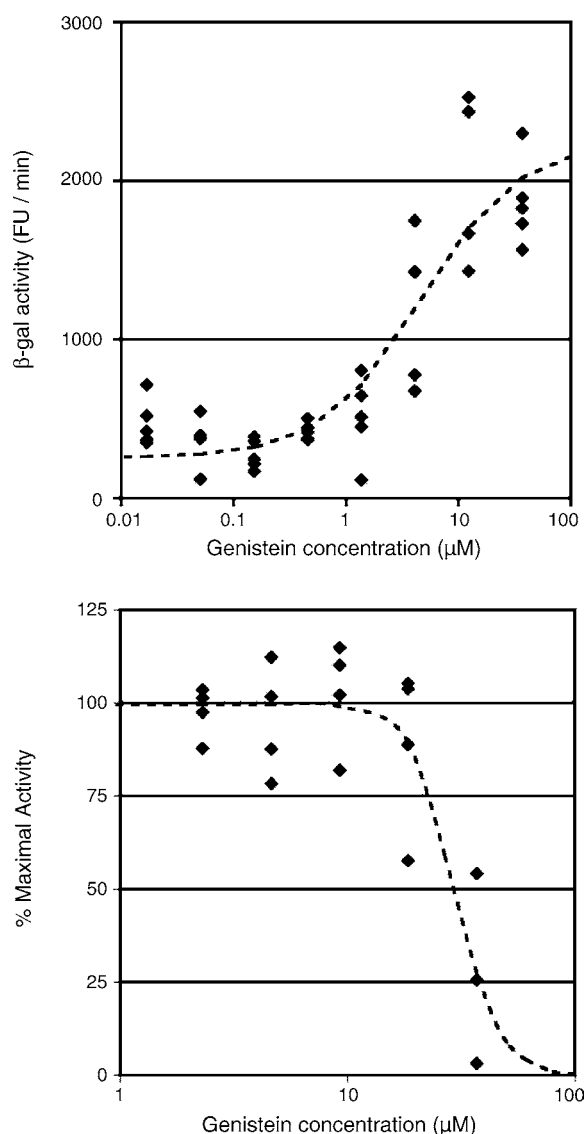 3000
2000
1000
0
β-gal activity (FU / min)
0.01 0.1 1 10 100
Genistein concentration (μM)
125
100
75
50
25
0
% Maximal Activity
1 10 100
Genistein concentration (μM)